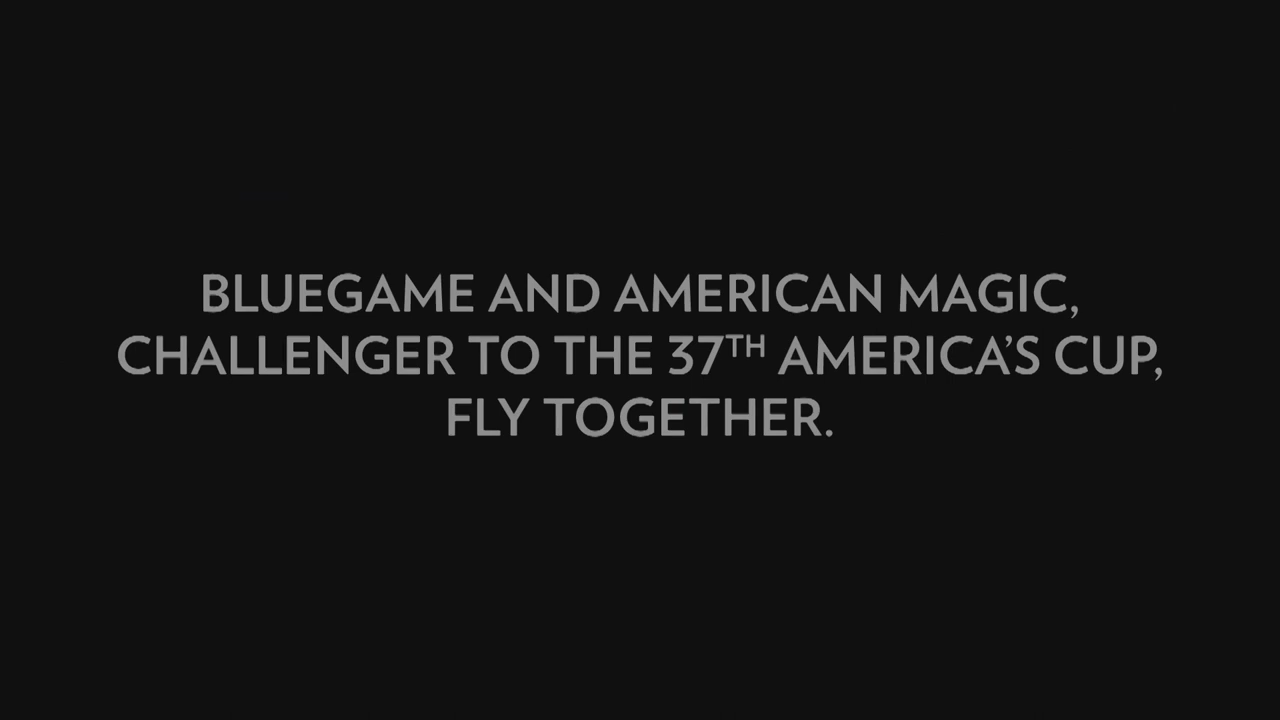 BLUEGAME AND AMERICAN MAGIC,
CHALLENGER TO THE 37TH AMERICA’S CUP,
FLY TOGETHER.